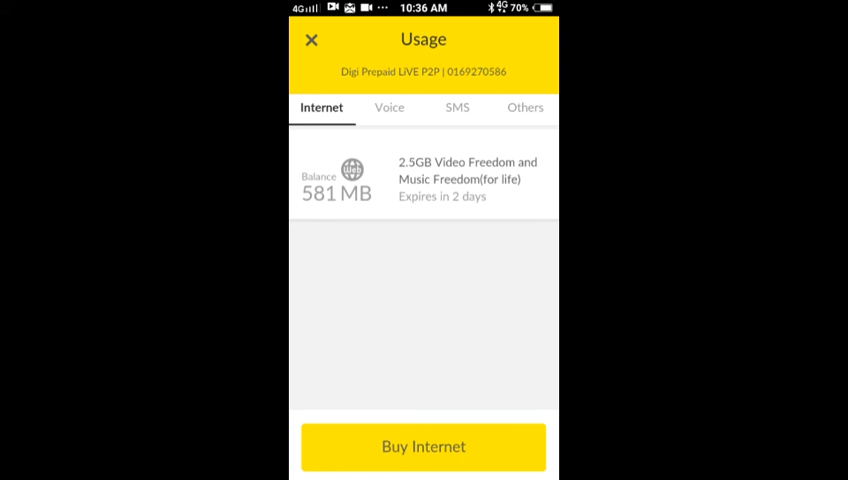 4G 10:36 AM 4G 70%
Usage
Digi Prepaid LiVE P2P | 0169270586
Internet Voice SMS Others
2.5GB Video Freedom and
Music Freedom(for life)
Expires in 2 days
Web
Balance
581 MB
Buy Internet